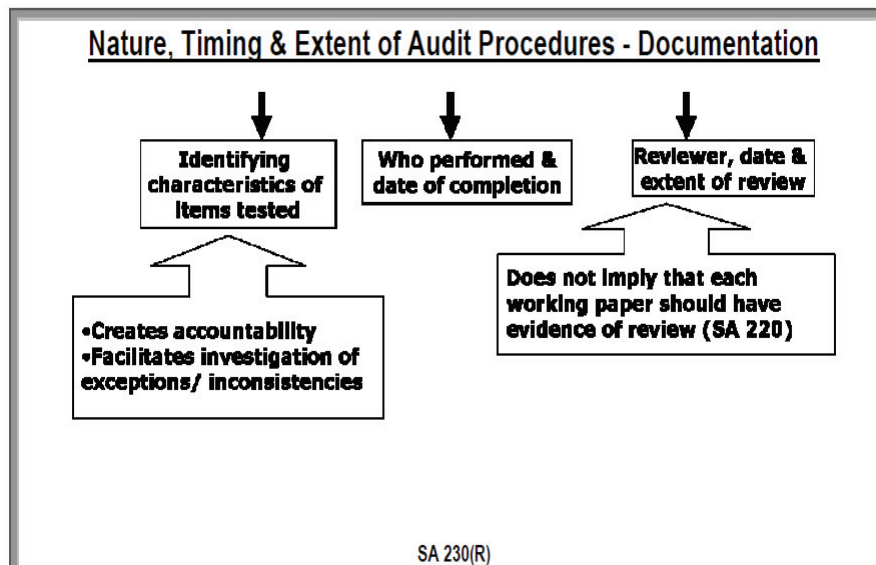 Nature, Timing & Extent of Audit Procedures - Documentation
Identifying
characteristics of
items tested
Who performed &
date of completion
Reviewer, date &
extent of review
•Creates accountability
•Facilitates investigation of
exceptions/ inconsistencies
Does not imply that each
working paper should have
evidence of review (SA 220)
SA 230(R)